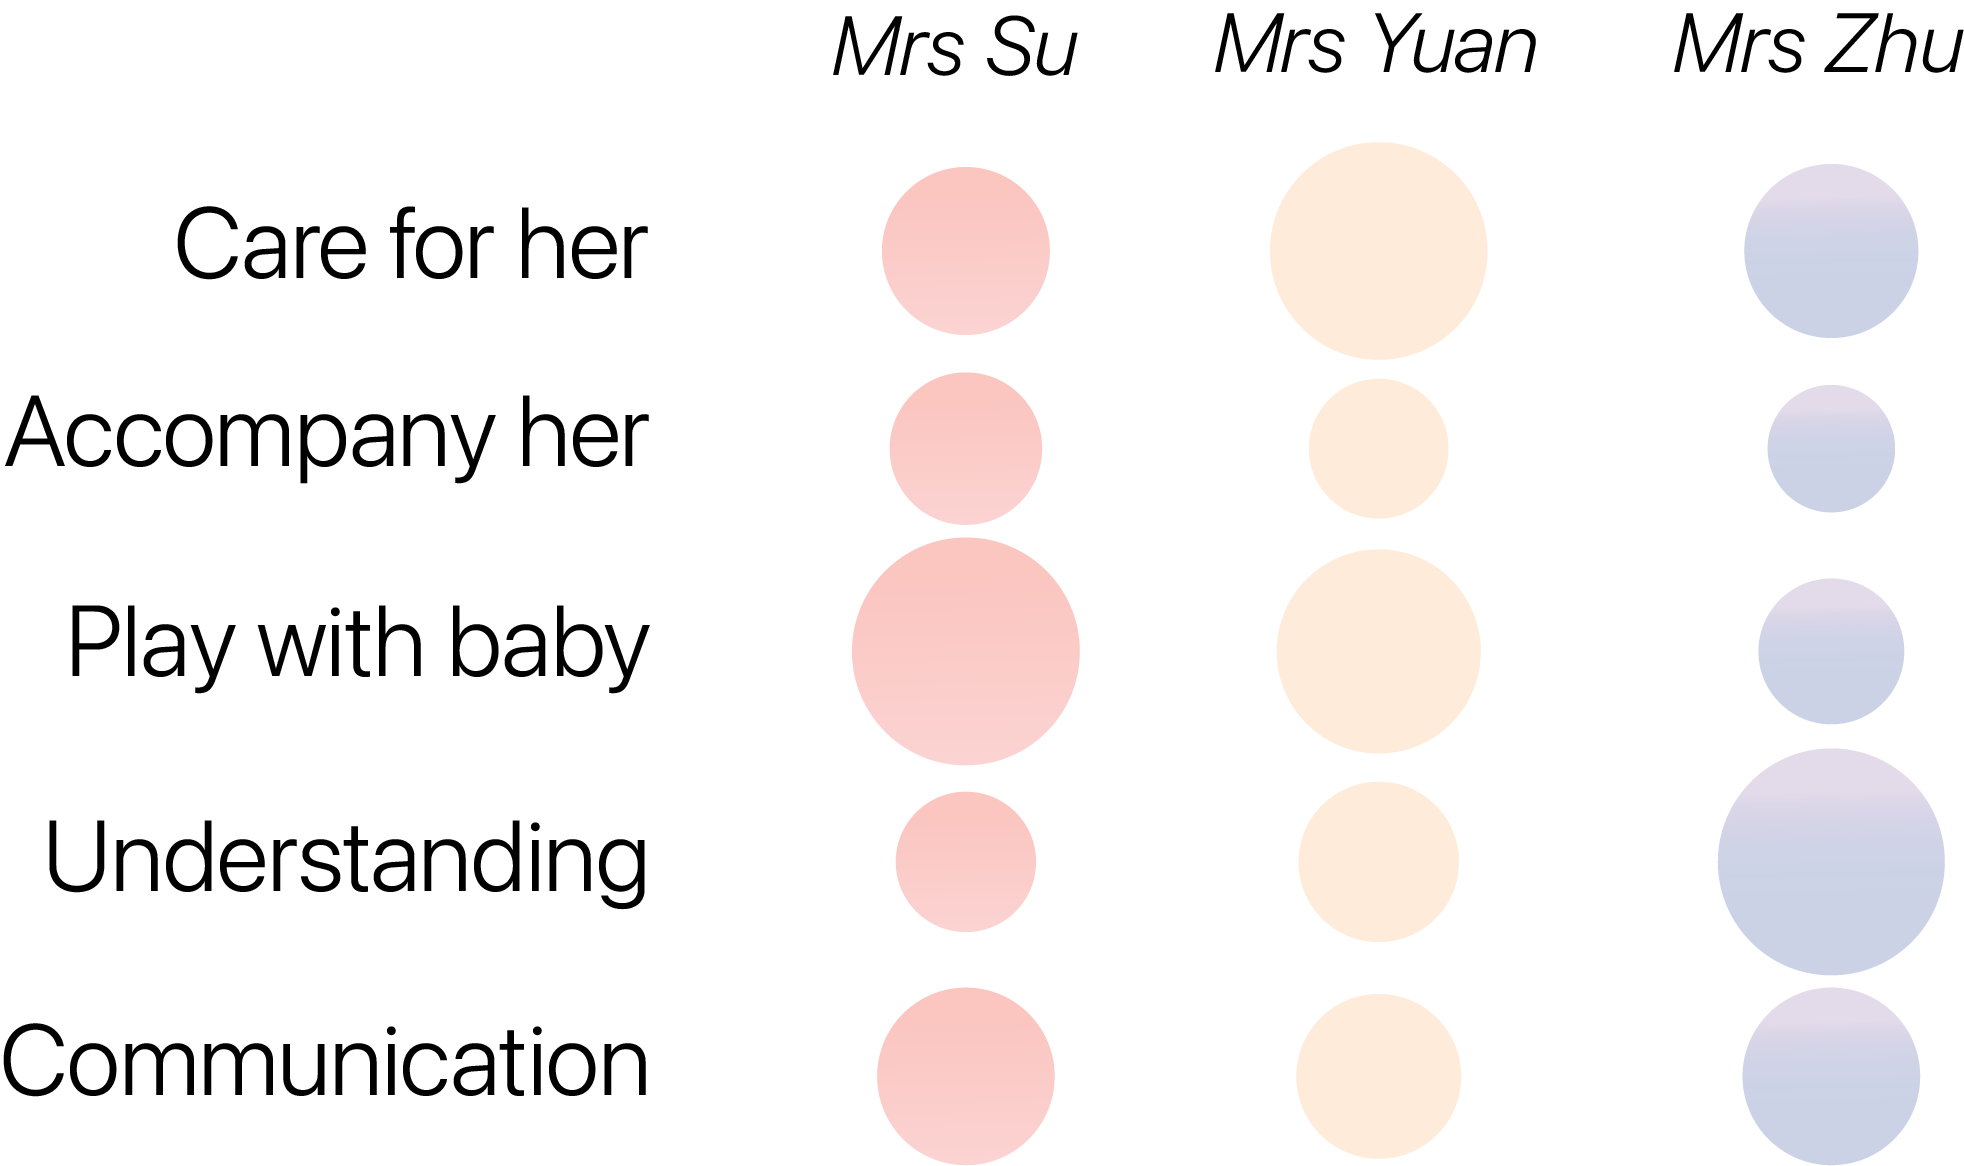 Mrs Su Mrs Yuan Mrs Zhu
Care for her
Accompany her
Play with baby
Understanding
Communication